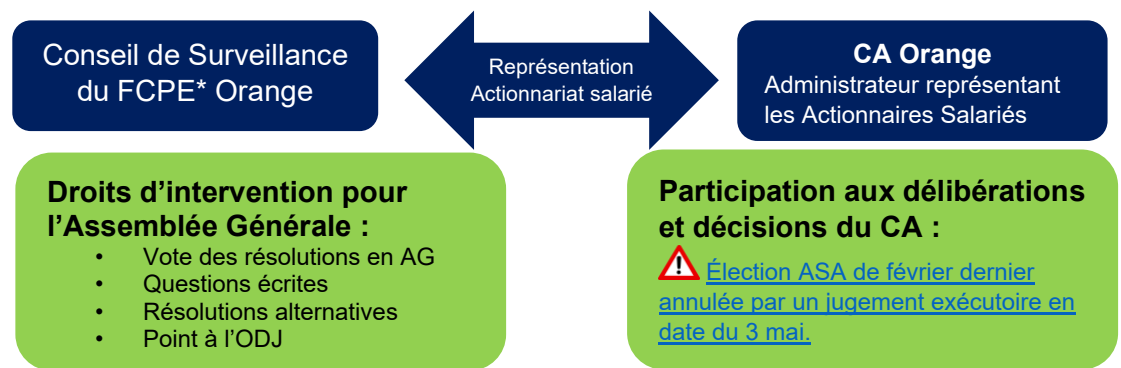 Conseil de Surveillance
du FCPE* Orange
Représentation
Actionnariat salarié
CA Orange
Administrateur représentant
les Actionnaires Salariés
Droits d’intervention pour
l’Assemblée Générale :
• Vote des résolutions en AG
• Questions écrites
• Résolutions alternatives
• Point à l’ODJ
Participation aux délibérations
et décisions du CA :
Élection ASA de février dernier
annulée par un jugement exécutoire en
date du 3 mai.